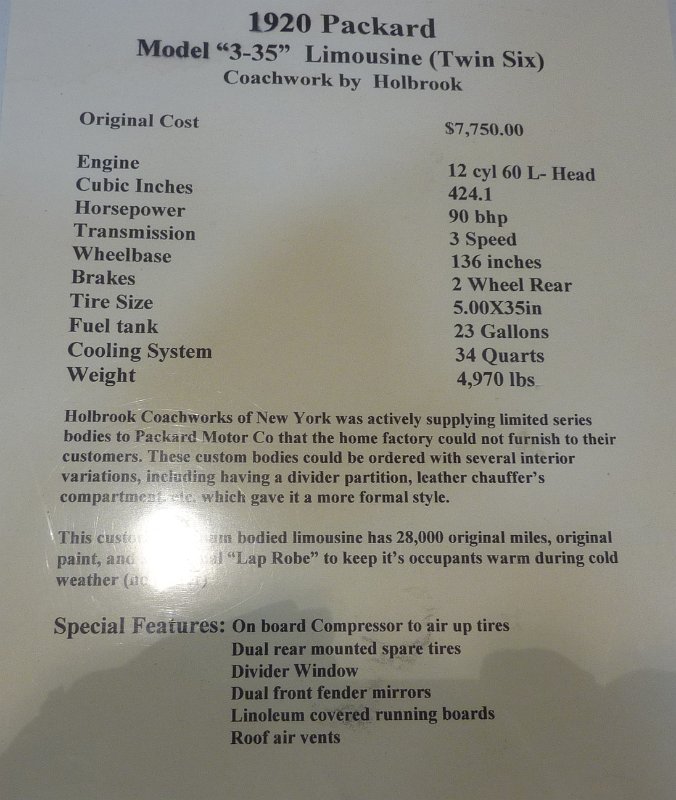 1920 Packard
Model “3-35” Limousine (Twin Six)
Coachwork by Holbrook
Original Cost $7,750.00
Engine 12 cyl 60 L- Head
Cubic Inches 424.1
Horsepower 90 bhp
Transmission 3 Speed
Wheelbase 136 inches
Brakes 2 Wheel Rear
Tire Size 5.00X35in
Fuel tank 23 Gallons
Cooling System 34 Quarts
Weight 4,970 lbs
Holbrook Coachworks of New York was actively supplying limited series
bodies to Packard Motor Co that the home factory could not furnish to their
customers. These custom bodies could be ordered with several interior
variations, including having a divider partition, leather chauffer’s
compartment, etc. which gave it a more formal style.
This bodied limousine has 28,000 original miles, original
paint, and “Lap Robe” to keep it’s occupants warm during cold
weather
Special Features: On board Compressor to air up tires
Dual rear mounted spare tires
Divider Window
Dual front fender mirrors
Linoleum covered running boards
Roof air vents